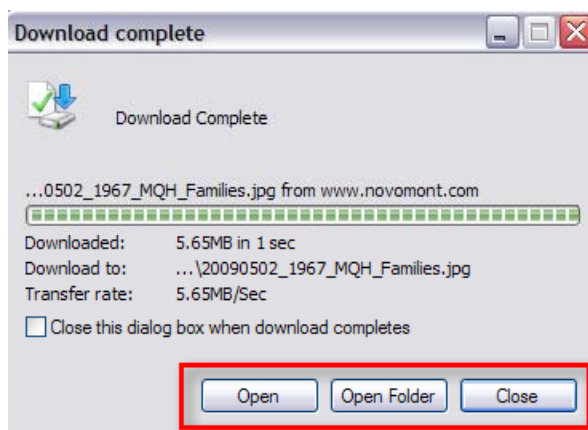 Download complete
Download Complete
...0502_1967_MQH_Families.jpg from www.novomont.com
Downloaded: 5.65MB in 1 sec
Download to: ...\20090502_1967_MQH_Families.jpg
Transfer rate: 5.65MB/Sec
Close this dialog box when download completes
Open Open Folder Close